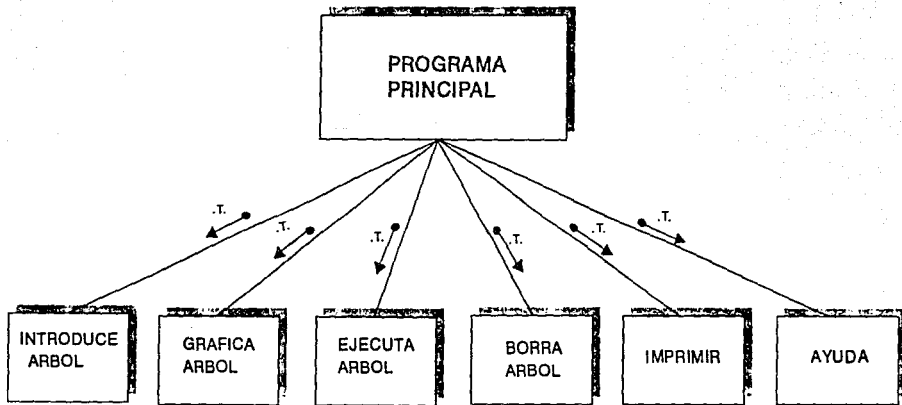 PROGRAMA
PRINCIPAL
.T.
.T.
.T.
.T.
.T.
.T.
INTRODUCE
ARBOL
GRAFICA
ARBOL
EJECUTA
ARBOL
BORRA
ARBOL
IMPRIMIR
AYUDA